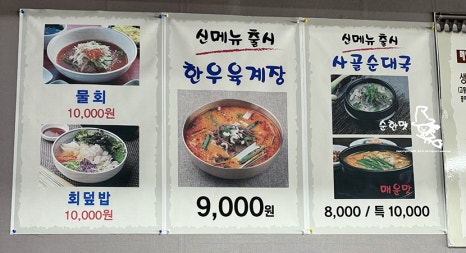 물회
10,000원
회덮밥
10,000원
신메뉴 출시
한우육계장
9,000원
신메뉴 출시
사골순대국
순한맛
매운맛
8,000 / 특 10,000